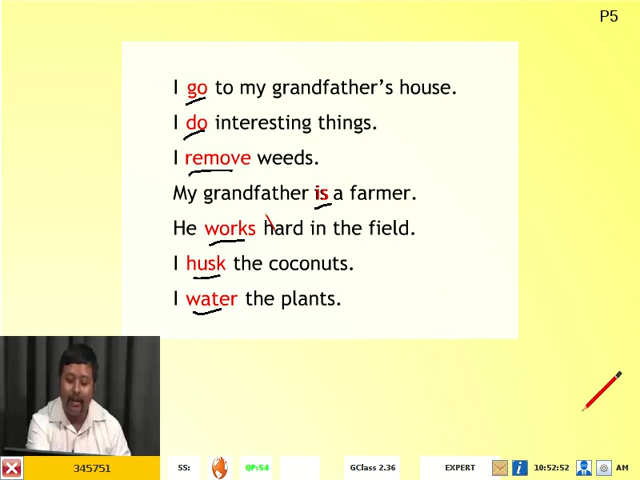 P5
I go to my grandfather’s house.
I do interesting things.
I remove weeds.
My grandfather is a farmer.
He works hard in the field.
I husk the coconuts.
I water the plants.
345751 SS: QP:54 GClass 2.36 EXPERT 10:52:52 AM